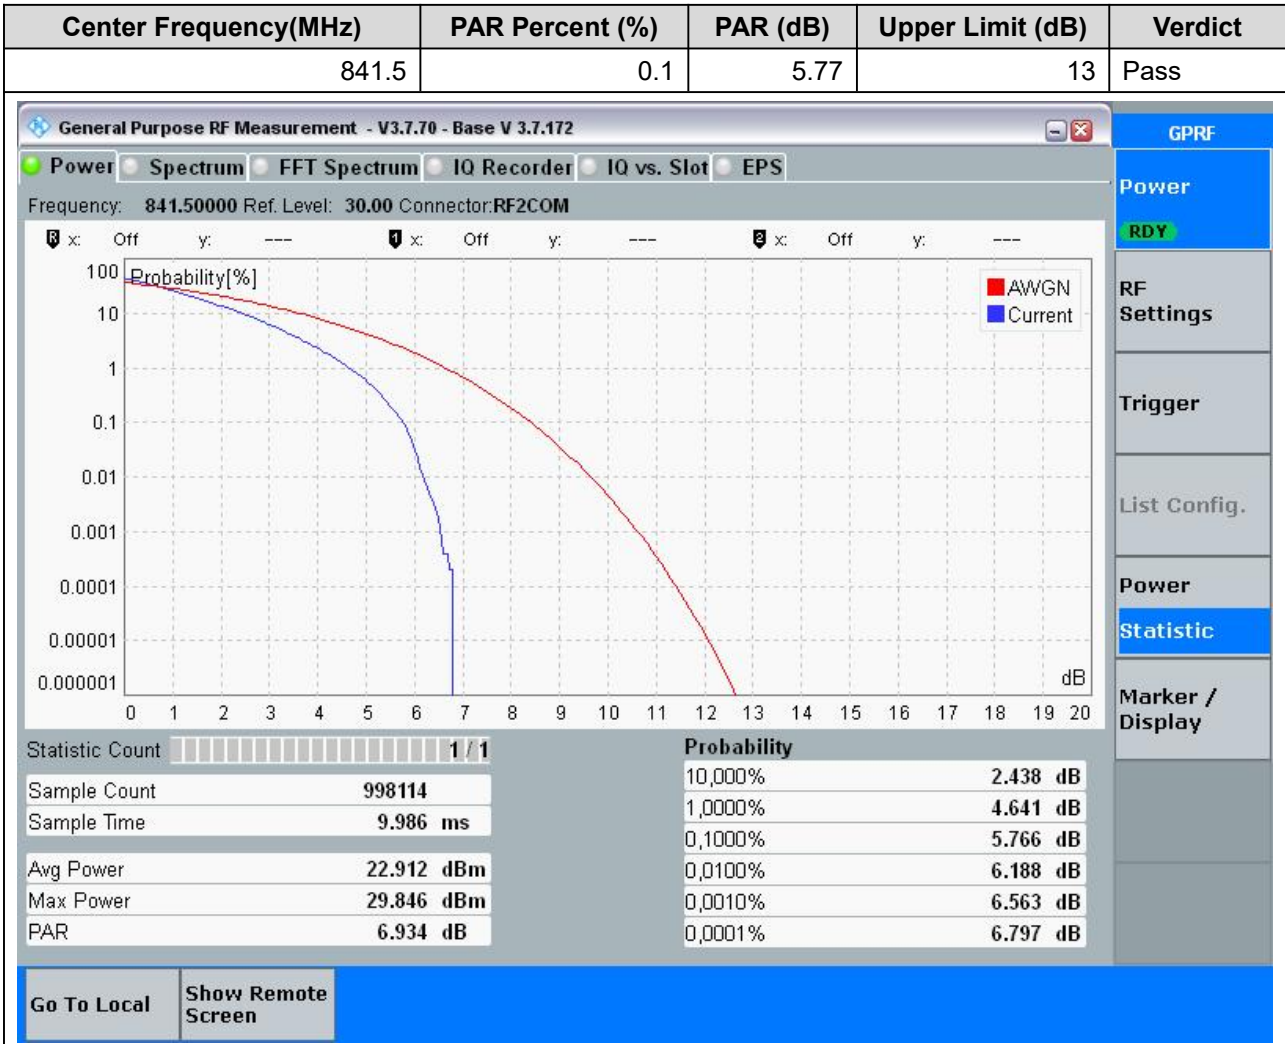 Center Frequency(MHz) PAR Percent (%) PAR (dB) Upper Limit (dB) Verdict
841.5 0.1 5.77 13 Pass
General Purpose RF Measurement - V3.7.70 - Base V 3.7.172
GPRF
Power Spectrum FFT Spectrum IQ Recorder IQ vs. Slot EPS
Frequency: 841.50000 Ref. Level: 30.00 Connector:RF2COM
R x: Off y: --- 1 x: Off y: --- 2 x: Off y: ---
Power
RDY
RF
Settings
Trigger
List Config.
Power
Statistic
Marker /
Display
Probability[%]
AWGN
Current
100
10
1
0.1
0.01
0.001
0.0001
0.00001
0.000001
dB
0 1 2 3 4 5 6 7 8 9 10 11 12 13 14 15 16 17 18 19 20
Statistic Count 1 / 1
Sample Count 998114
Sample Time 9.986 ms
Avg Power 22.912 dBm
Max Power 29.846 dBm
PAR 6.934 dB
Probability
10,000% 2.438 dB
1,0000% 4.641 dB
0,1000% 5.766 dB
0,0100% 6.188 dB
0,0010% 6.563 dB
0,0001% 6.797 dB
Go To Local
Show Remote
Screen